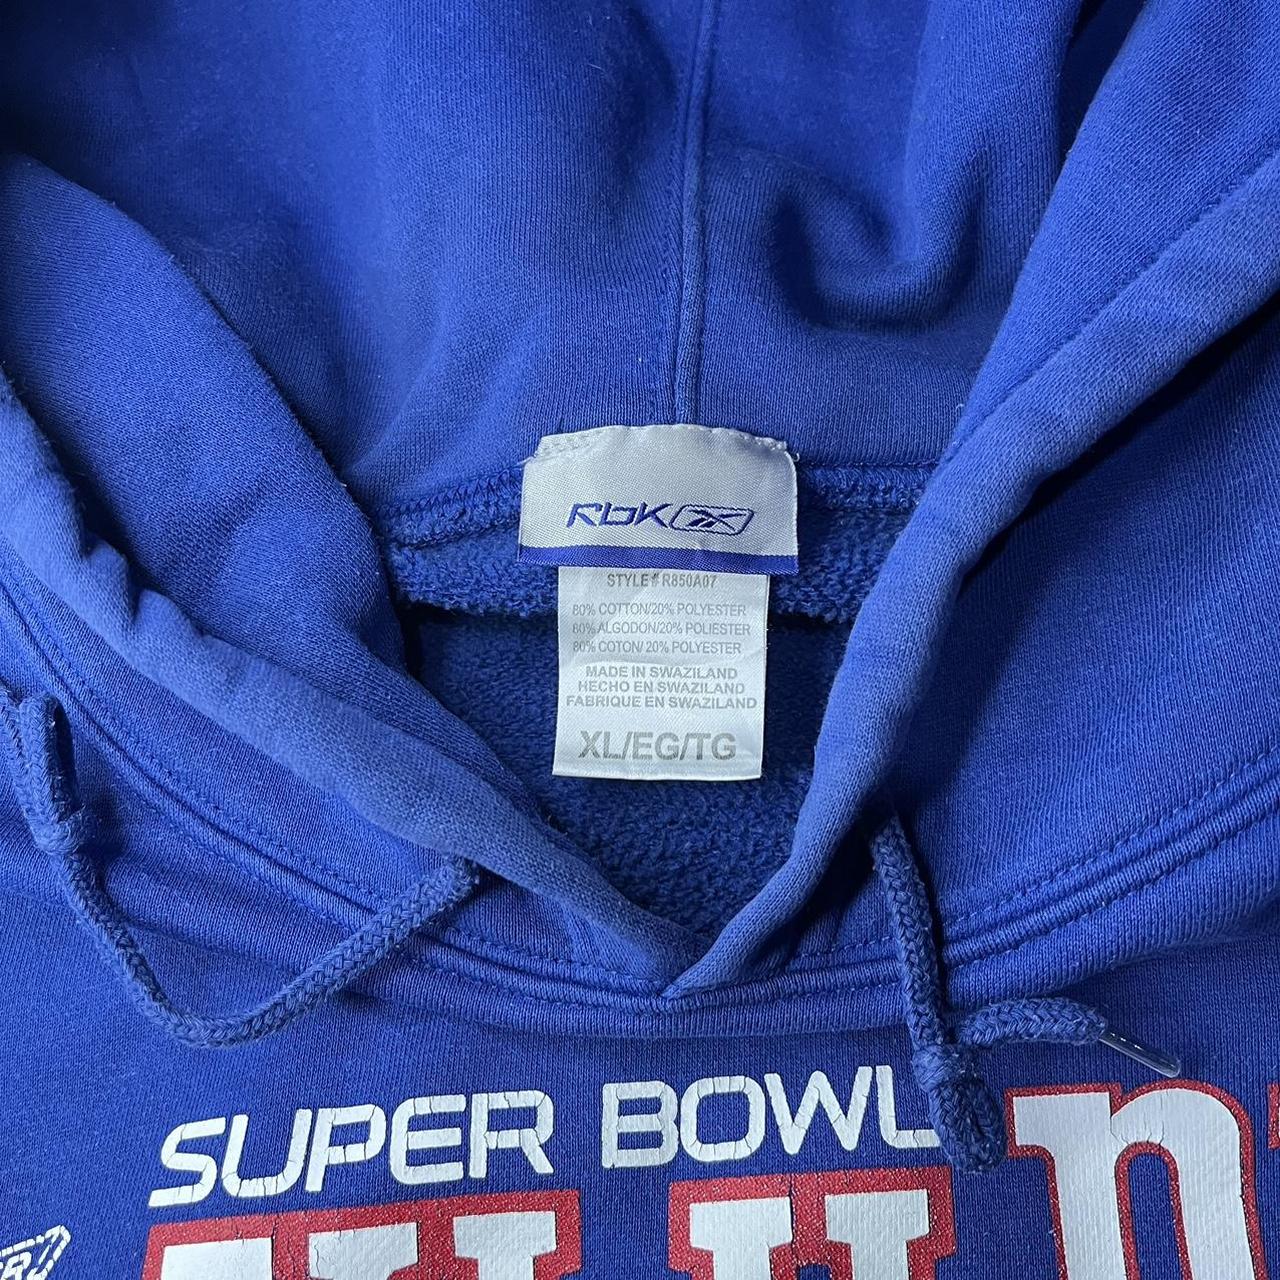 RbK
STYLE# R850A07
80% COTTON/20% POLYESTER
80% ALGODON/20% POLIESTER
80% COTON/ 20% POLYESTER
MADE IN SWAZILAND
HECHO EN SWAZILAND
FABRIQUE EN SWAZILAND
XL/EG/TG
SUPER BOWL
n